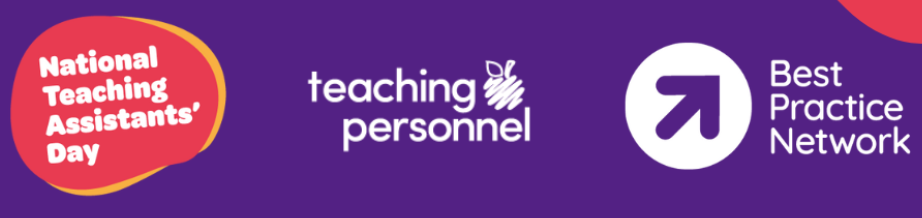 National
Teaching
Assistants'
Day
teaching
personnel
Best
Practice
Network